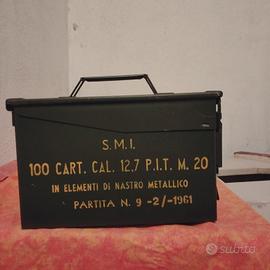 S.M.I.
100 CART. CAL. 12,7 P.I.T. M. 20
IN ELEMENTI DI NASTRO METALLICO
PARTITA N. 9 -2/-1961
subito